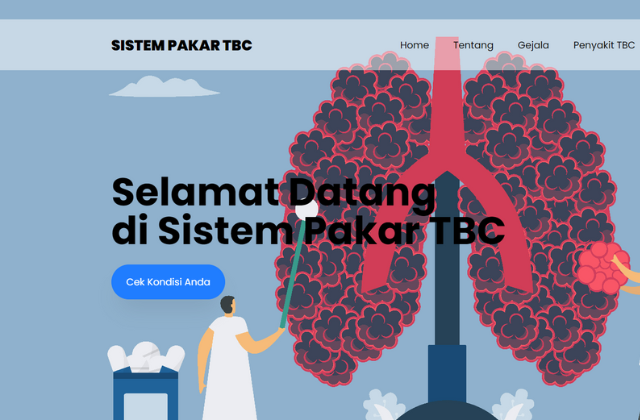 SISTEM PAKAR TBC
Home Tentang Gejala Penyakit TBC
Selamat Datang
di Sistem Pakar TBC
Cek Kondisi Anda